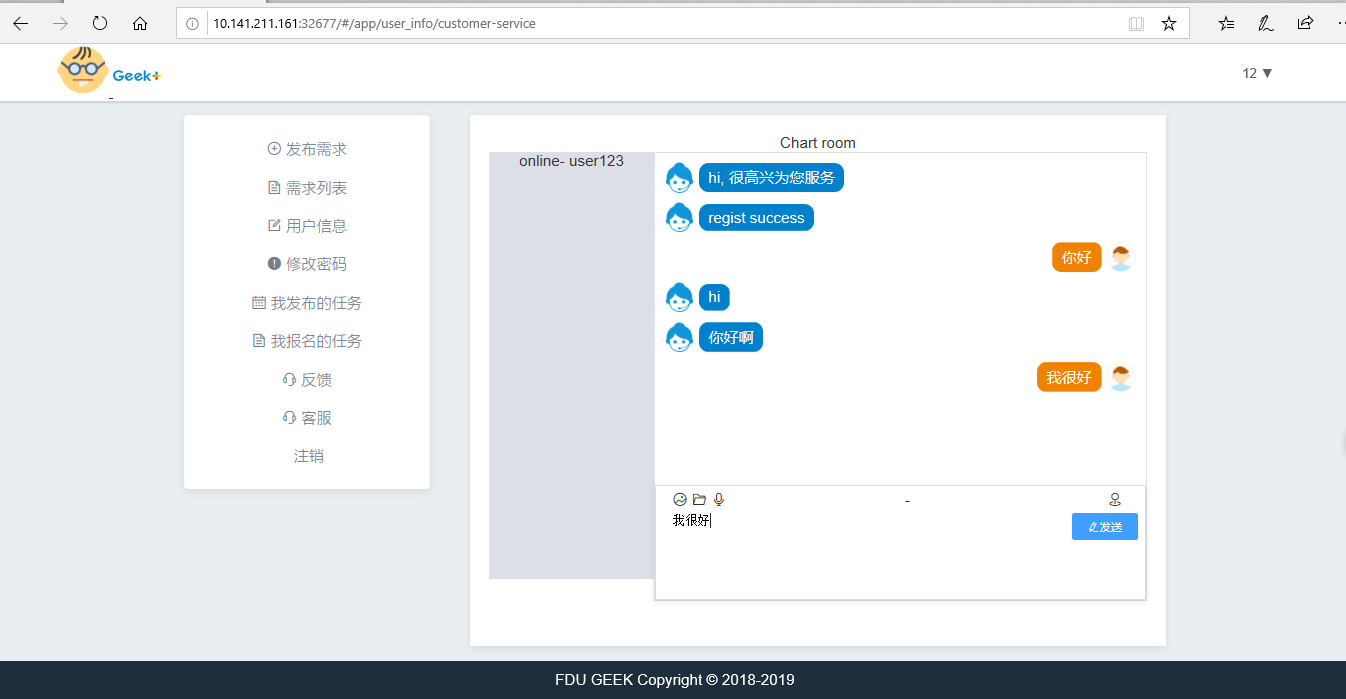 10.141.211.161:32677/#/app/user_info/customer-service
Geek+
12 ▼
发布需求
需求列表
用户信息
修改密码
我发布的任务
我报名的任务
反馈
客服
注销
Chart room
online- user123
hi, 很高兴为您服务
regist success
你好
hi
你好啊
我很好
-
我很好
发送
FDU GEEK Copyright © 2018-2019